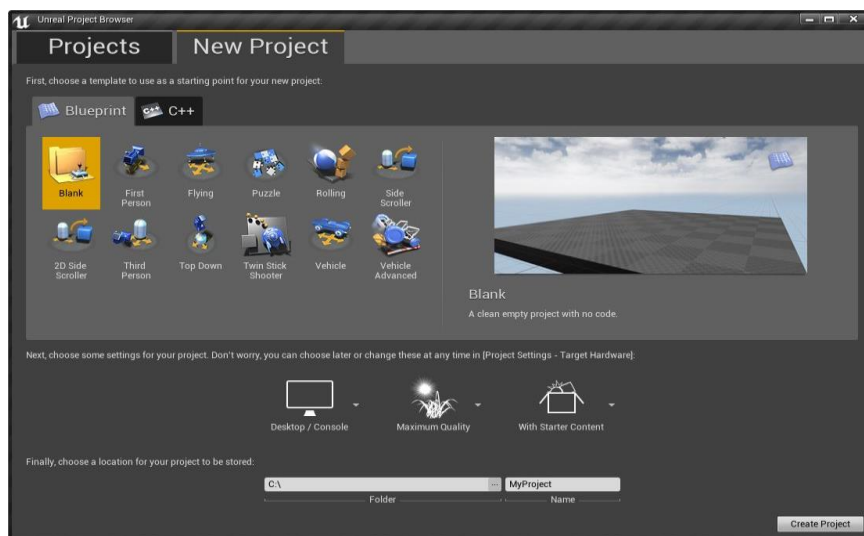 Unreal Project Browser
Projects
New Project
First, choose a template to use as a starting point for your new project:
Blueprint
C++
C++
Blank
First
Person
Flying
Puzzle
Rolling
Side
Scroller
2D Side
Scroller
Third
Person
Top Down
Twin Stick
Shooter
Vehicle
Vehicle
Advanced
Blank
A clean empty project with no code.
Next, choose some settings for your project. Don't worry, you can choose later or change these at any time in [Project Settings - Target Hardware]:
Desktop / Console
Maximum Quality
With Starter Content
Finally, choose a location for your project to be stored:
C:\
...
MyProject
Folder
Name
Create Project